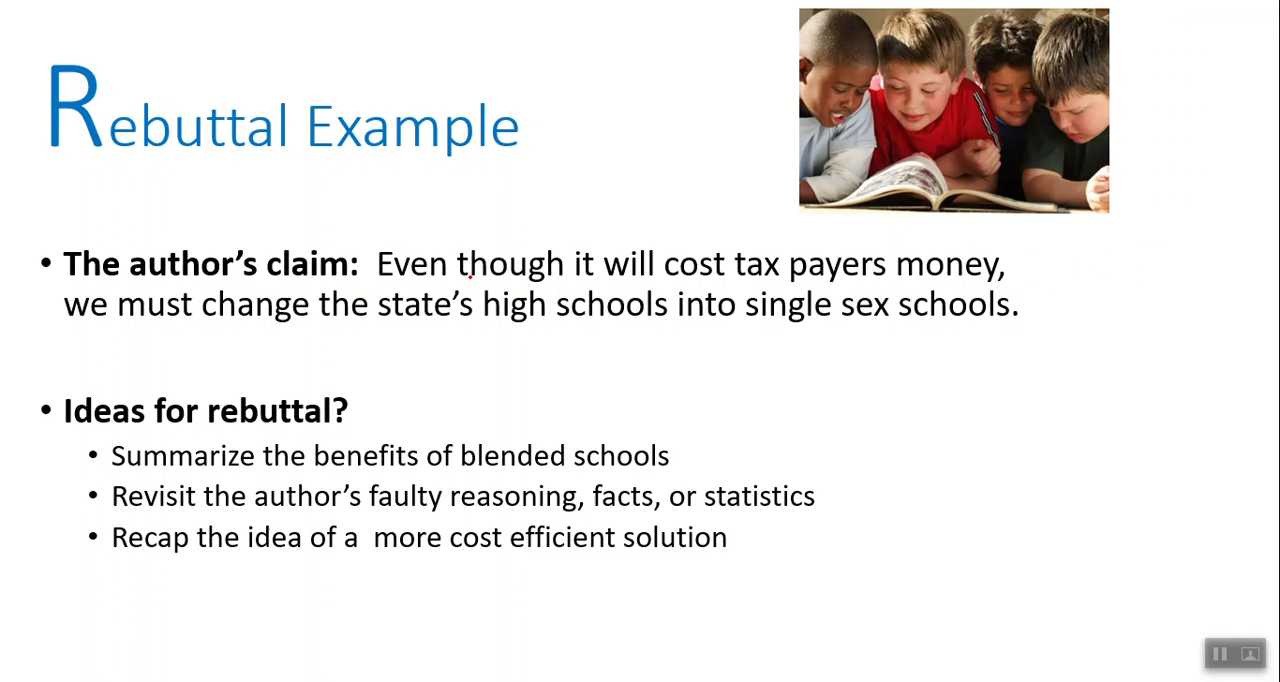 Rebuttal Example
• The author’s claim:  Even though it will cost tax payers money,
we must change the state’s high schools into single sex schools.
• Ideas for rebuttal?
• Summarize the benefits of blended schools
• Revisit the author’s faulty reasoning, facts, or statistics
• Recap the idea of a  more cost efficient solution